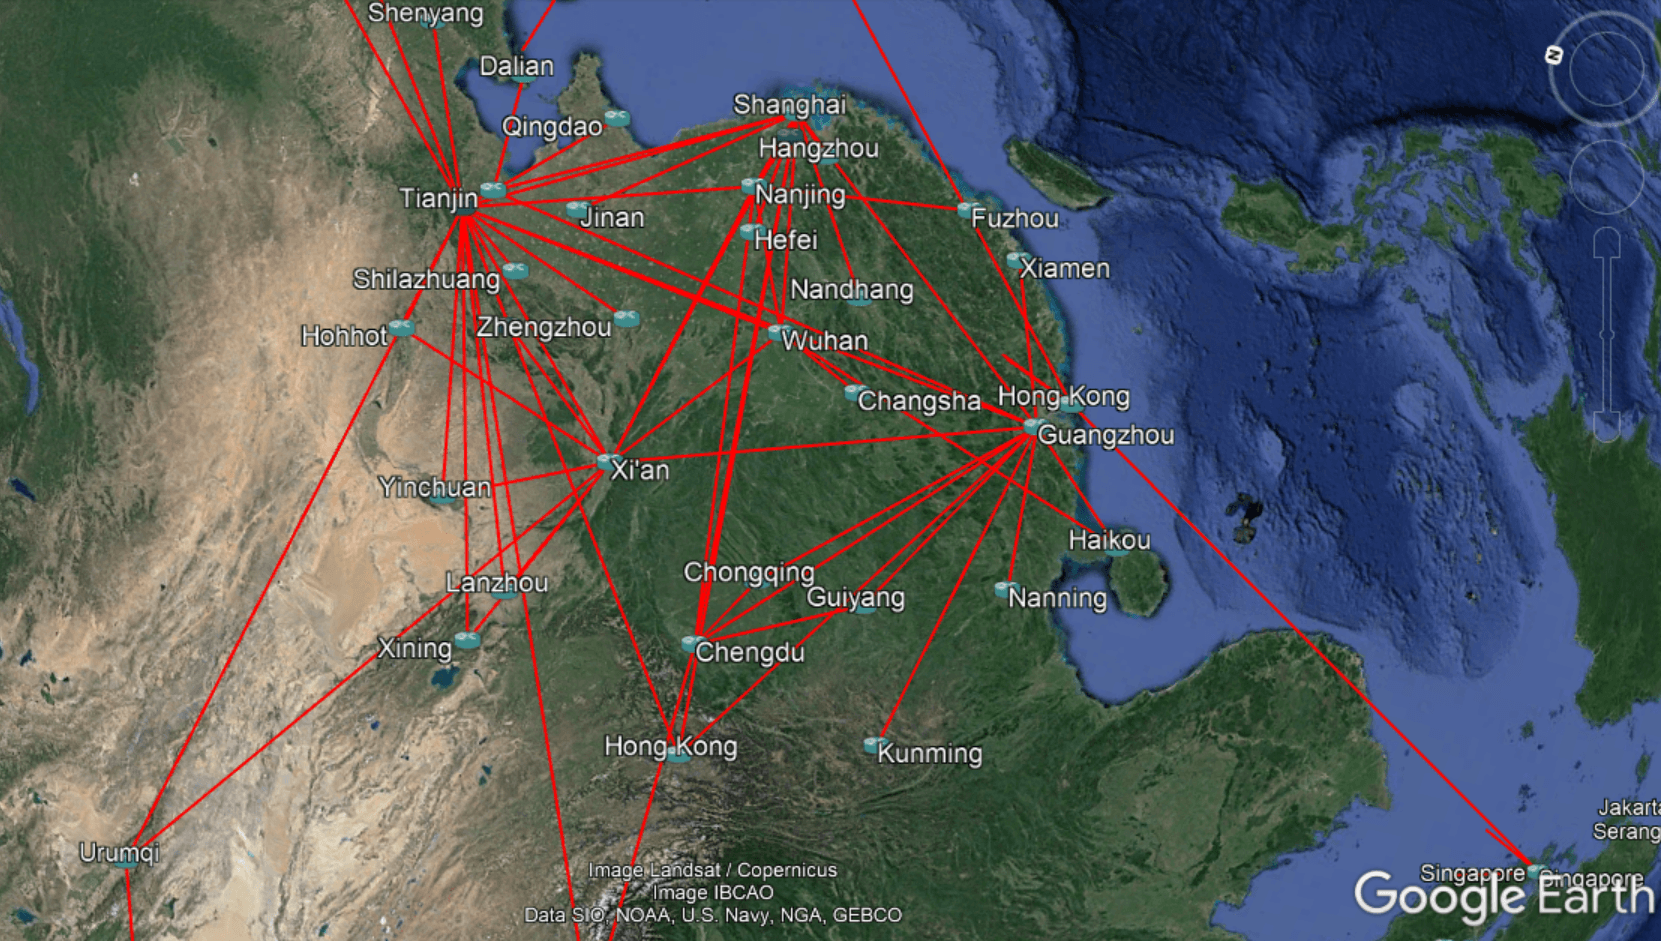 Shenyang
Dalian
Shanghai
Qingdao
Hangzhou
Tianjin
Nanjing
Jinan
Fuzhou
Hefei
Xiamen
Shilazhuang
Nandhang
Zhengzhou
Hohhot
Wuhan
Hong Kong
Changsha
Guangzhou
Xi'an
Yinchuan
Haikou
Chongqing
Lanzhou
Guiyang
Nanning
Xining
Chengdu
Hong Kong
Kunming
Jakarta
Serang
Urumqi
Singapore
Singapore
Image Landsat / Copernicus
Image IBCAO
Data SIO, NOAA, U.S. Navy, NGA, GEBCO
Google Earth
N